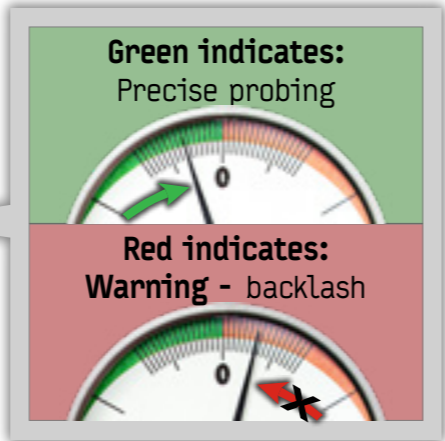 Green indicates:
Precise probing
0
Red indicates:
Warning - backlash
0